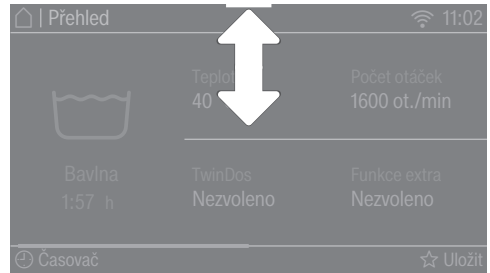 | Přehled
11:02
40
Počet otáček
1600 ot./min
Bavlna
1:57 h
TwinDos
Nezvoleno
Funkce extra
Nezvoleno
Časovač
Uložit